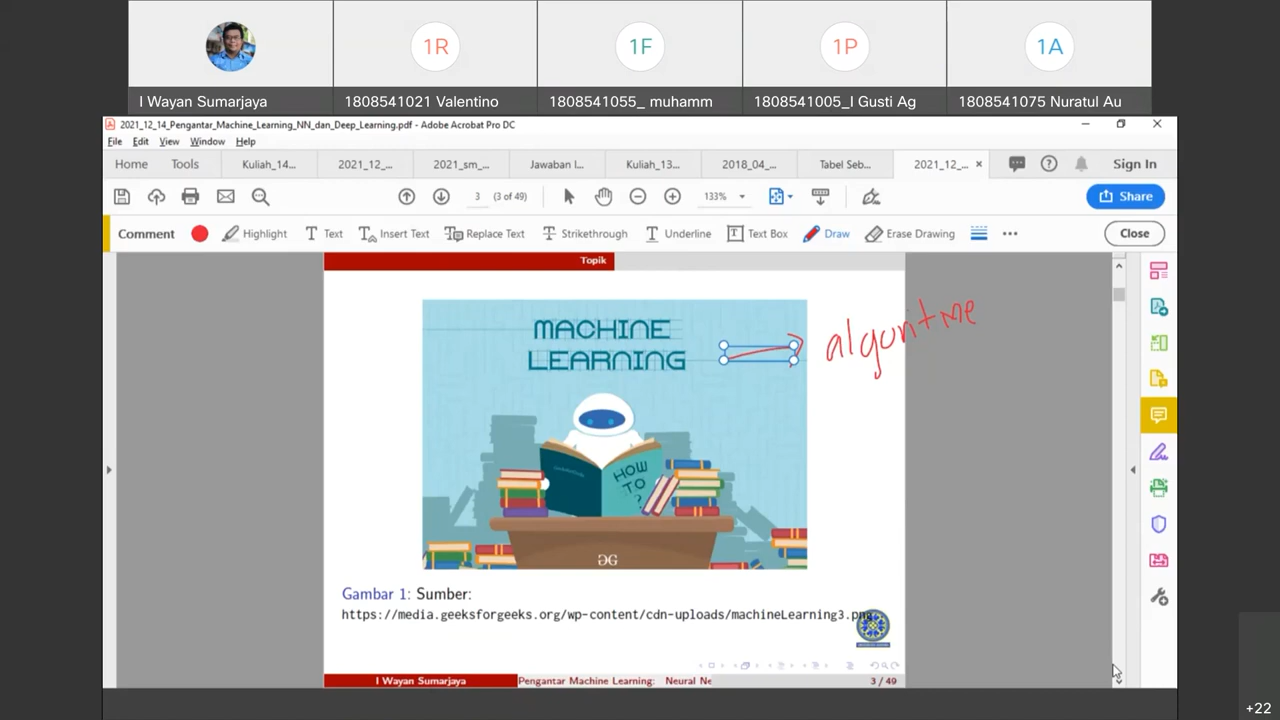 1R
1F
1P
1A
I Wayan Sumarjaya
1808541021 Valentino
1808541055_ muhamm
1808541005_I Gusti Ag
1808541075 Nuratul Au
2021_12_14_Pengantar_Machine_Learning_NN_dan_Deep_Learning.pdf - Adobe Acrobat Pro DC
File Edit View Window Help
Home Tools Kuliah_14... 2021_12_... 2021_sm_... Jawaban I... Kuliah_13... 2018_04_... Tabel Seb... 2021_12_... × Sign In
3 (3 of 49) 133% Share
Comment Highlight Text Insert Text Replace Text Strikethrough Underline Text Box Draw Erase Drawing Close
Topik
MACHINE
LEARNING
algoritme
HOW
TO
?
Gambar 1: Sumber:
https://media.geeksforgeeks.org/wp-content/cdn-uploads/machineLearning3.png
I Wayan Sumarjaya Pengantar Machine Learning: Neural Ne 3 / 49
+22